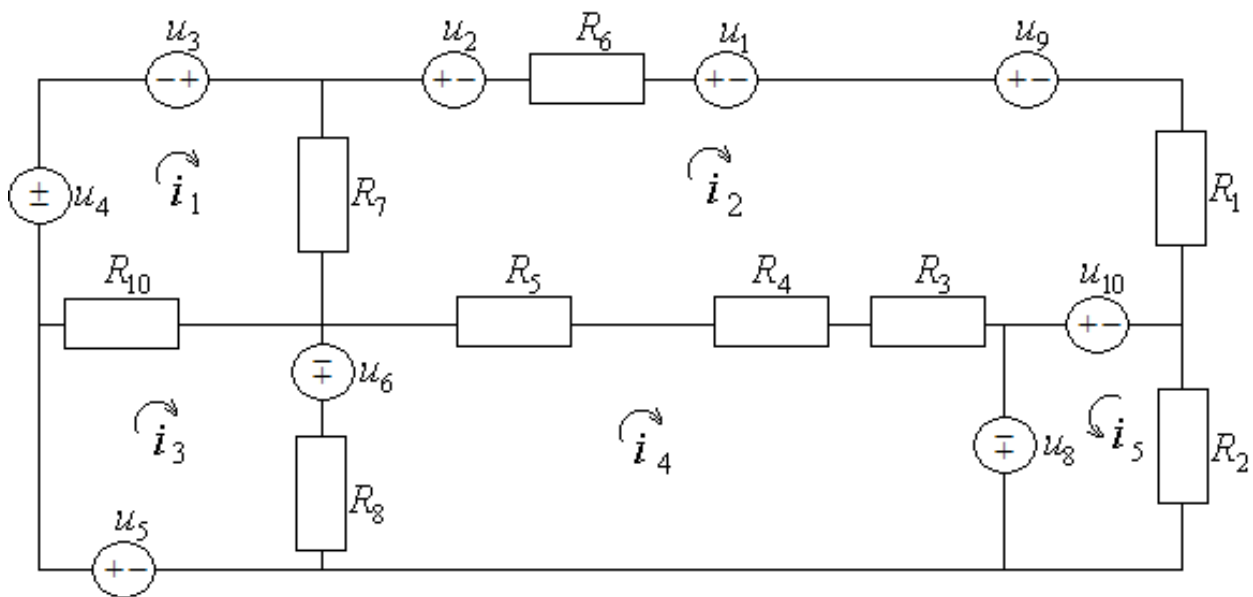 u3 u2 R6 u1 u9
− + + − + − + −
± u4 i1 R7 i2 R1
R10 R5 R4 R3 u10
+ −
∓ u6
i3 i4 ∓ u8 i5 R2
R8
u5
+ −